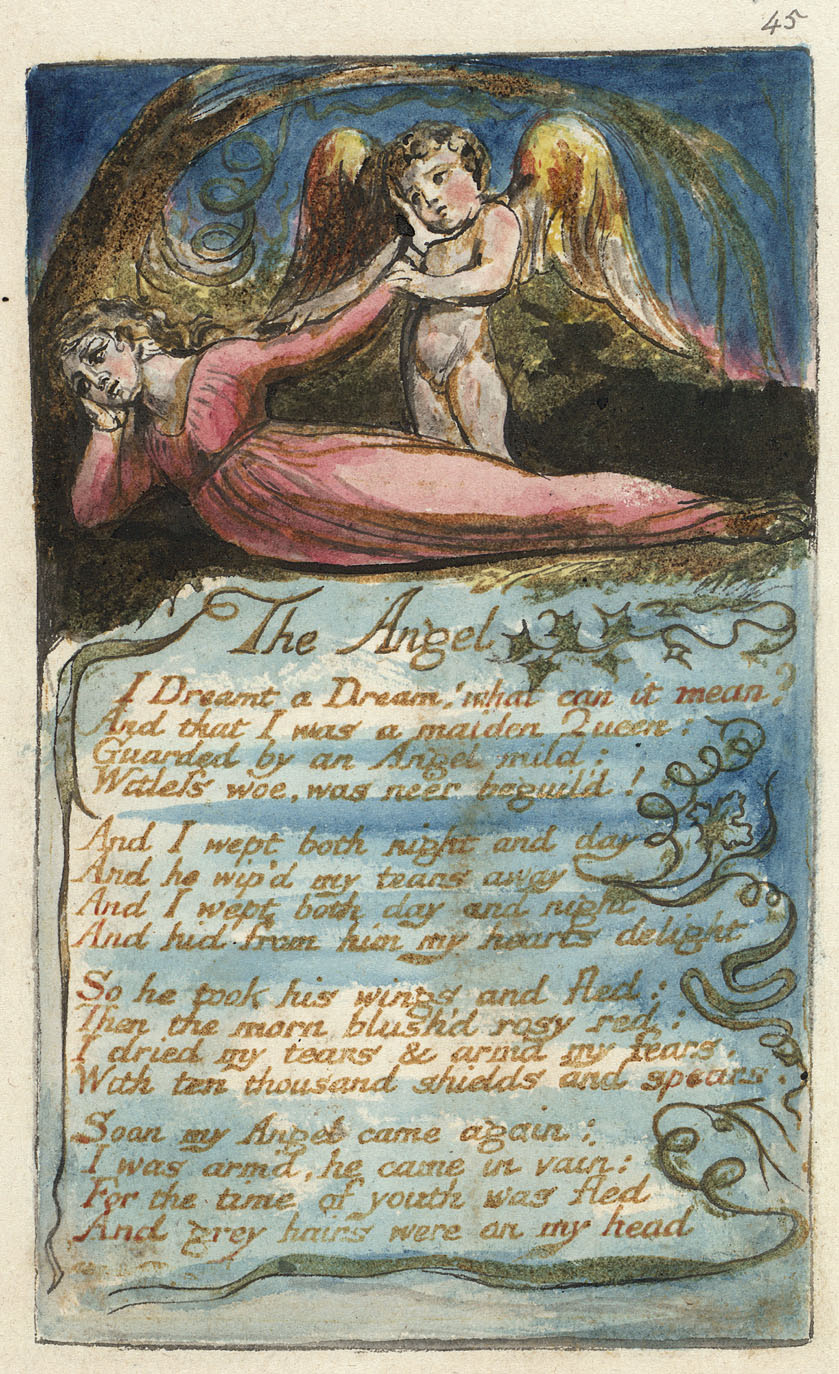 45
The Angel
I Dreamt a Dream! what can it mean?
And that I was a maiden Queen:
Guarded by an Angel mild:
Witless woe, was neer beguil'd!
And I wept both night and day
And he wip'd my tears away
And I wept both day and night
And hid from him my hearts delight
So he took his wings and fled:
Then the morn blush'd rosy red:
I dried my tears & armd my fears,
With ten thousand shields and spears.
Soon my Angel came again:
I was arm'd, he came in vain:
For the time of youth was fled
And grey hairs were on my head